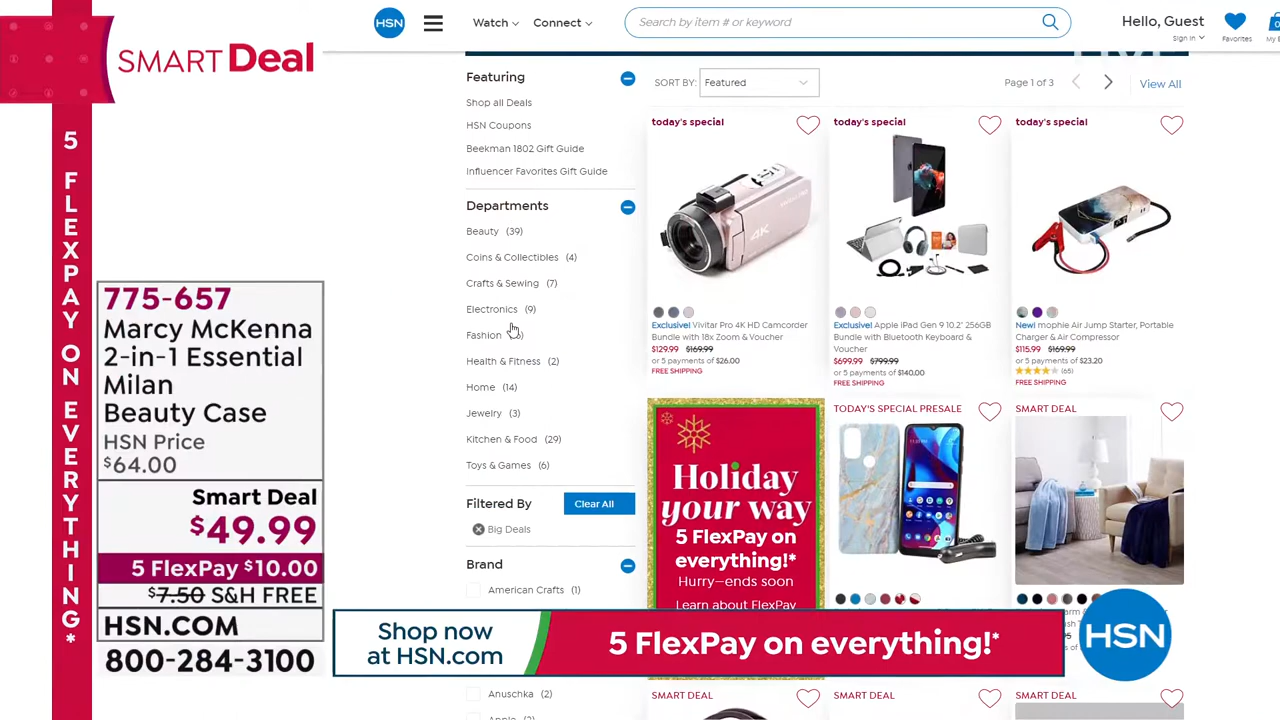 SMART Deal
5 FLEXPAY ON EVERYTHING*
775-657
Marcy McKenna
2-in-1 Essential
Milan
Beauty Case
HSN Price
$64.00
Smart Deal
$49.99
5 FlexPay $10.00
$7.50 S&H FREE
HSN.COM
800-284-3100
HSN
Watch
Connect
Search by item # or keyword
Hello, Guest
Sign In
Favorites
Featuring
Shop all Deals
HSN Coupons
Beekman 1802 Gift Guide
Influencer Favorites Gift Guide
Departments
Beauty (39)
Coins & Collectibles (4)
Crafts & Sewing (7)
Electronics (9)
Fashion
Health & Fitness (2)
Home (14)
Jewelry (3)
Kitchen & Food (29)
Toys & Games (6)
Filtered By
Clear All
Big Deals
Brand
American Crafts (1)
Anuschka (2)
SORT BY: Featured
Page 1 of 3
View All
today's special
4K
Exclusive! Vivitar Pro 4K HD Camcorder
Bundle with 18x Zoom & Voucher
$129.99 $169.99
or 5 payments of $26.00
FREE SHIPPING
today's special
Exclusive! Apple iPad Gen 9 10.2" 256GB
Bundle with Bluetooth Keyboard &
Voucher
$699.99 $799.99
or 5 payments of $140.00
FREE SHIPPING
today's special
New! mophie Air Jump Starter, Portable
Charger & Air Compressor
$115.99 $169.99
or 5 payments of $23.20
(65)
FREE SHIPPING
Holiday
your way
5 FlexPay on
everything!*
Hurry—ends soon
Learn about FlexPay
TODAY'S SPECIAL PRESALE
SMART DEAL
SMART DEAL
SMART DEAL
SMART DEAL
Shop now
at HSN.com
5 FlexPay on everything!*
HSN